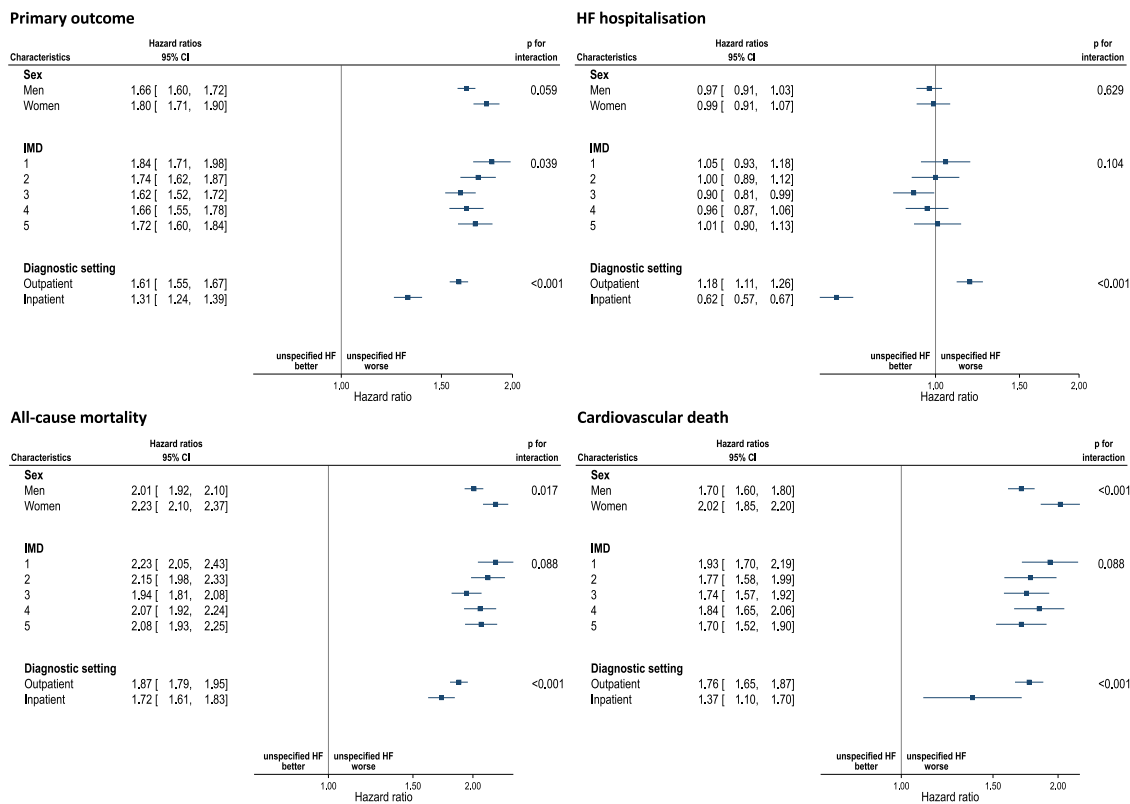 Primary outcome
Hazard ratios p for
Characteristics 95% CI interaction
Sex
Men 1.66 [ 1.60, 1.72] 0.059
Women 1.80 [ 1.71, 1.90]
IMD
1 1.84 [ 1.71, 1.98] 0.039
2 1.74 [ 1.62, 1.87]
3 1.62 [ 1.52, 1.72]
4 1.66 [ 1.55, 1.78]
5 1.72 [ 1.60, 1.84]
Diagnostic setting
Outpatient 1.61 [ 1.55, 1.67] <0.001
Inpatient 1.31 [ 1.24, 1.39]
unspecified HF unspecified HF
better worse
1,00 1,50 2,00
Hazard ratio
HF hospitalisation
Hazard ratios p for
Characteristics 95% CI interaction
Sex
Men 0.97 [ 0.91, 1.03] 0.629
Women 0.99 [ 0.91, 1.07]
IMD
1 1.05 [ 0.93, 1.18] 0.104
2 1.00 [ 0.89, 1.12]
3 0.90 [ 0.81, 0.99]
4 0.96 [ 0.87, 1.06]
5 1.01 [ 0.90, 1.13]
Diagnostic setting
Outpatient 1.18 [ 1.11, 1.26] <0.001
Inpatient 0.62 [ 0.57, 0.67]
unspecified HF unspecified HF
better worse
1,00 1,50 2,00
Hazard ratio
All-cause mortality
Hazard ratios p for
Characteristics 95% CI interaction
Sex
Men 2.01 [ 1.92, 2.10] 0.017
Women 2.23 [ 2.10, 2.37]
IMD
1 2.23 [ 2.05, 2.43] 0.088
2 2.15 [ 1.98, 2.33]
3 1.94 [ 1.81, 2.08]
4 2.07 [ 1.92, 2.24]
5 2.08 [ 1.93, 2.25]
Diagnostic setting
Outpatient 1.87 [ 1.79, 1.95] <0.001
Inpatient 1.72 [ 1.61, 1.83]
unspecified HF unspecified HF
better worse
1,00 1,50 2,00
Hazard ratio
Cardiovascular death
Hazard ratios p for
Characteristics 95% CI interaction
Sex
Men 1.70 [ 1.60, 1.80] <0.001
Women 2.02 [ 1.85, 2.20]
IMD
1 1.93 [ 1.70, 2.19] 0.088
2 1.77 [ 1.58, 1.99]
3 1.74 [ 1.57, 1.92]
4 1.84 [ 1.65, 2.06]
5 1.70 [ 1.52, 1.90]
Diagnostic setting
Outpatient 1.76 [ 1.65, 1.87] <0.001
Inpatient 1.37 [ 1.10, 1.70]
unspecified HF unspecified HF
better worse
1,00 1,50 2,00
Hazard ratio